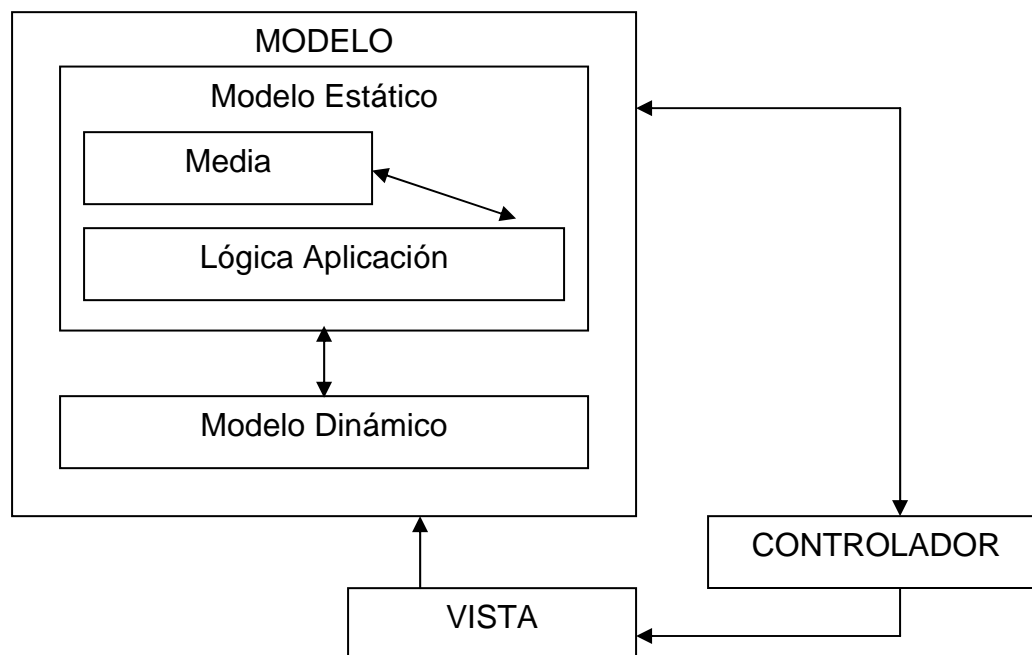 MODELO
Modelo Estático
Media
Lógica Aplicación
Modelo Dinámico
CONTROLADOR
VISTA